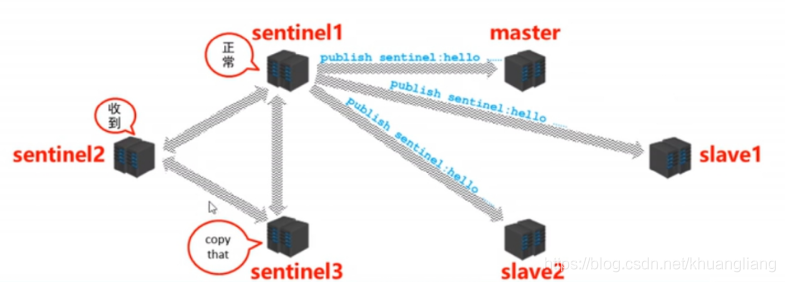 sentinel1
master
正
常
publish sentinel:hello ...
publish sentinel:hello ...
publish sentinel:hello ...
收
到
sentinel2
slave1
copy
that
sentinel3
slave2
https://blog.csdn.net/khuangliang